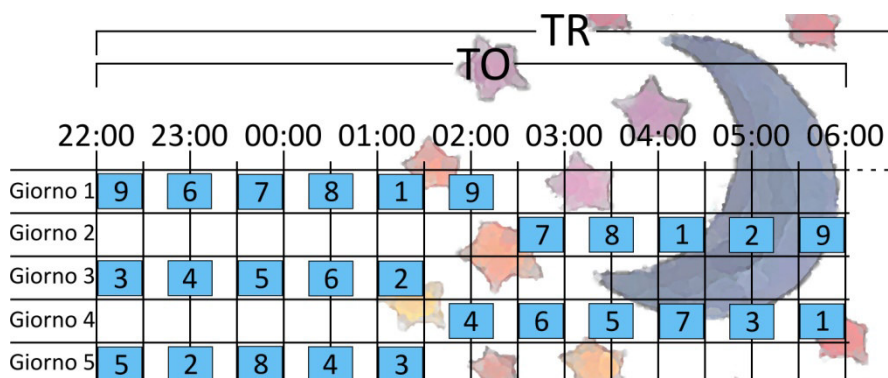 TR
TO
22:00 23:00 00:00 01:00 02:00 03:00 04:00 05:00 06:00
Giorno 1 9 6 7 8 1 9
Giorno 2 7 8 1 2 9
Giorno 3 3 4 5 6 2
Giorno 4 4 6 5 7 3 1
Giorno 5 5 2 8 4 3